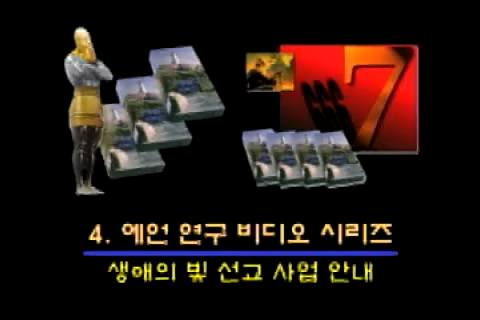 7
4. 예언 연구 비디오 시리즈
생애의 빛 선교 사업 안내